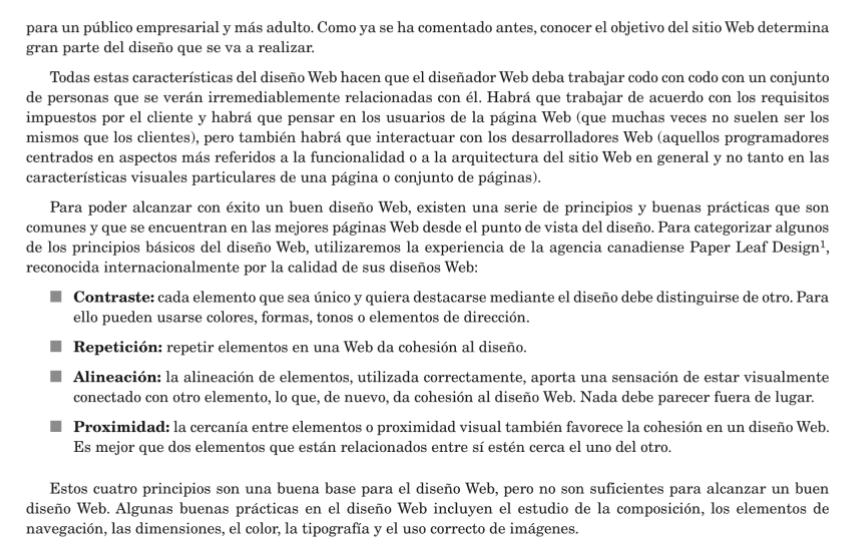 para un público empresarial y más adulto. Como ya se ha comentado antes, conocer el objetivo del sitio Web determina
gran parte del diseño que se va a realizar.
Todas estas características del diseño Web hacen que el diseñador Web deba trabajar codo con codo con un conjunto
de personas que se verán irremediablemente relacionadas con él. Habrá que trabajar de acuerdo con los requisitos
impuestos por el cliente y habrá que pensar en los usuarios de la página Web (que muchas veces no suelen ser los
mismos que los clientes), pero también habrá que interactuar con los desarrolladores Web (aquellos programadores
centrados en aspectos más referidos a la funcionalidad o a la arquitectura del sitio Web en general y no tanto en las
características visuales particulares de una página o conjunto de páginas).
Para poder alcanzar con éxito un buen diseño Web, existen una serie de principios y buenas prácticas que son
comunes y que se encuentran en las mejores páginas Web desde el punto de vista del diseño. Para categorizar algunos
de los principios básicos del diseño Web, utilizaremos la experiencia de la agencia canadiense Paper Leaf Design¹,
reconocida internacionalmente por la calidad de sus diseños Web:
■ Contraste: cada elemento que sea único y quiera destacarse mediante el diseño debe distinguirse de otro. Para
ello pueden usarse colores, formas, tonos o elementos de dirección.
■ Repetición: repetir elementos en una Web da cohesión al diseño.
■ Alineación: la alineación de elementos, utilizada correctamente, aporta una sensación de estar visualmente
conectado con otro elemento, lo que, de nuevo, da cohesión al diseño Web. Nada debe parecer fuera de lugar.
■ Proximidad: la cercanía entre elementos o proximidad visual también favorece la cohesión en un diseño Web.
Es mejor que dos elementos que están relacionados entre sí estén cerca el uno del otro.
Estos cuatro principios son una buena base para el diseño Web, pero no son suficientes para alcanzar un buen
diseño Web. Algunas buenas prácticas en el diseño Web incluyen el estudio de la composición, los elementos de
navegación, las dimensiones, el color, la tipografía y el uso correcto de imágenes.